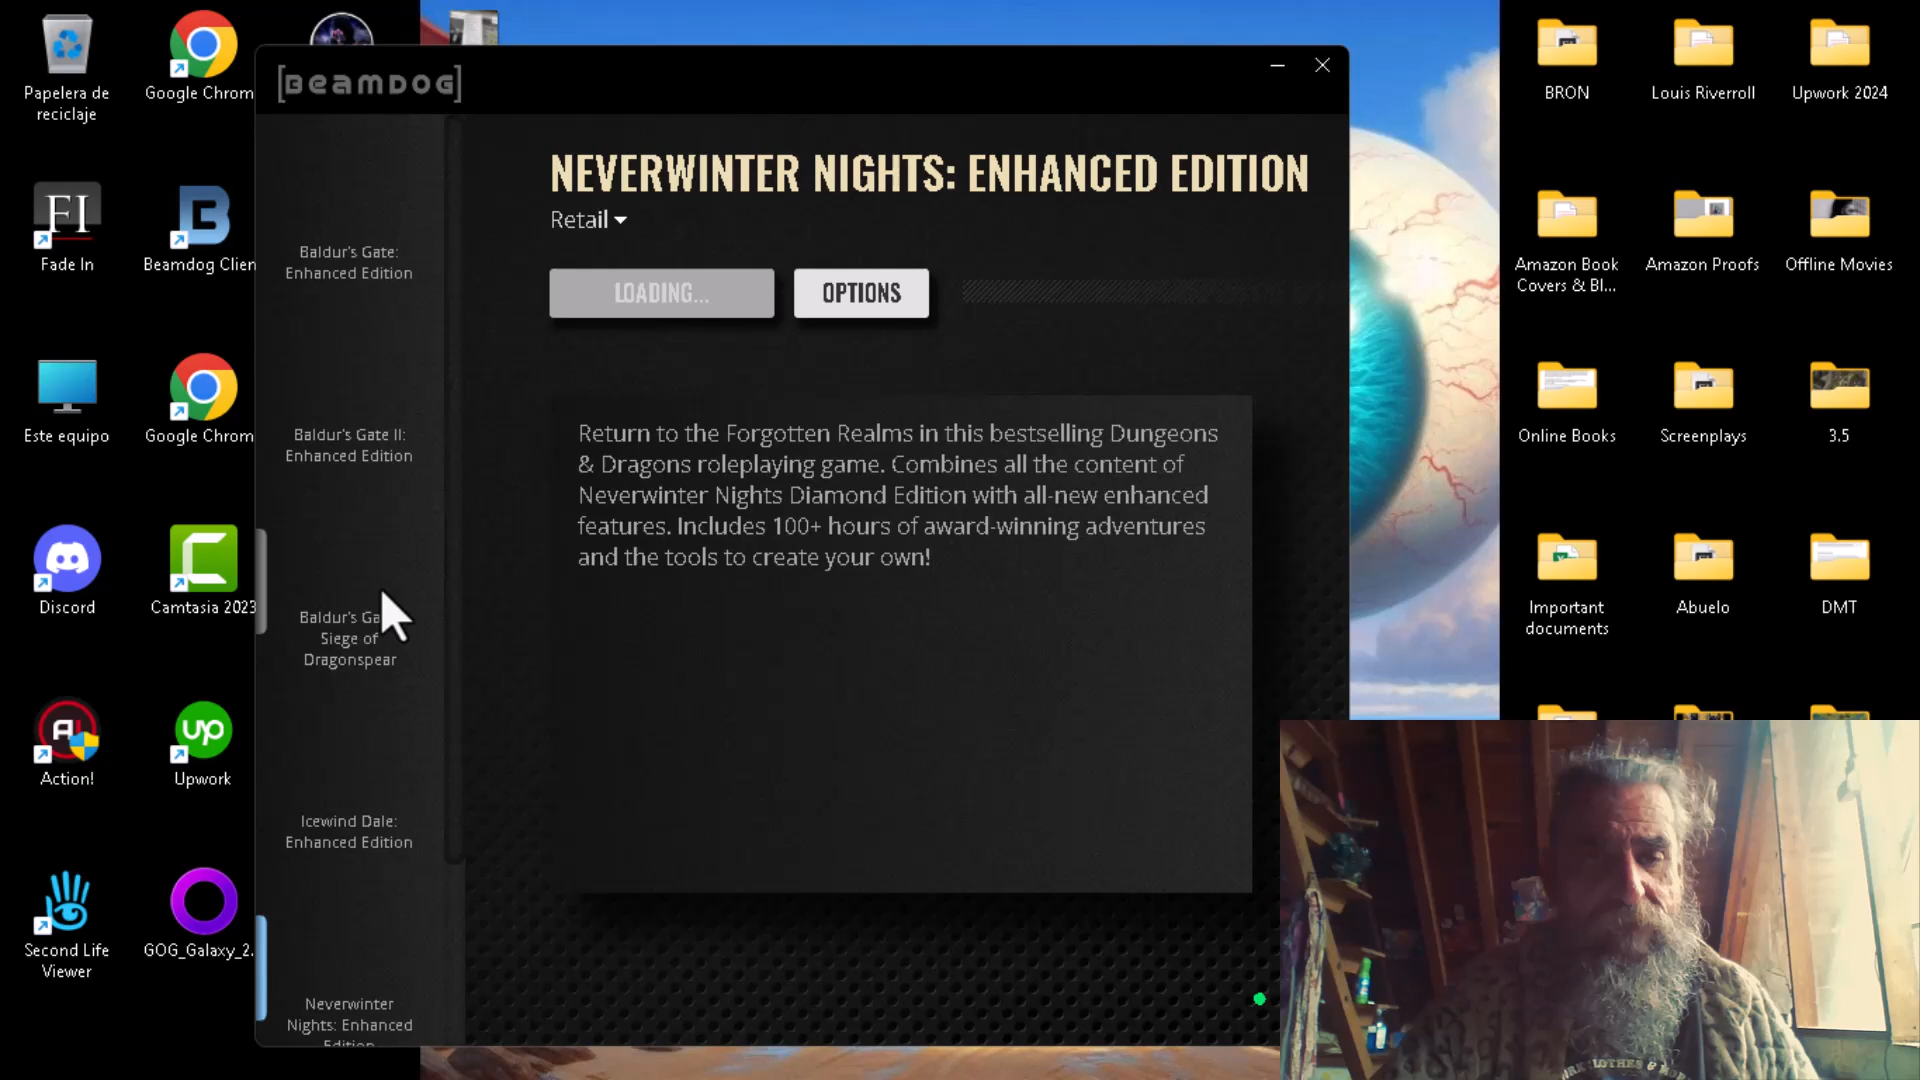 Papelera de
reciclaje
Google Chrom
Fade In
Beamdog Clien
Este equipo
Google Chrom
Discord
Camtasia 2023
Action!
Upwork
Second Life
Viewer
GOG_Galaxy_2.
[BEAMDOG]
Baldur's Gate:
Enhanced Edition
Baldur's Gate II:
Enhanced Edition
Baldur's Ga
Siege of
Dragonspear
Icewind Dale:
Enhanced Edition
Neverwinter
Nights: Enhanced
Edition
NEVERWINTER NIGHTS: ENHANCED EDITION
Retail
LOADING...
OPTIONS
Return to the Forgotten Realms in this bestselling Dungeons
& Dragons roleplaying game. Combines all the content of
Neverwinter Nights Diamond Edition with all-new enhanced
features. Includes 100+ hours of award-winning adventures
and the tools to create your own!
BRON
Louis Riverroll
Upwork 2024
Amazon Book
Covers & Bl...
Amazon Proofs
Offline Movies
Online Books
Screenplays
3.5
Important
documents
Abuelo
DMT